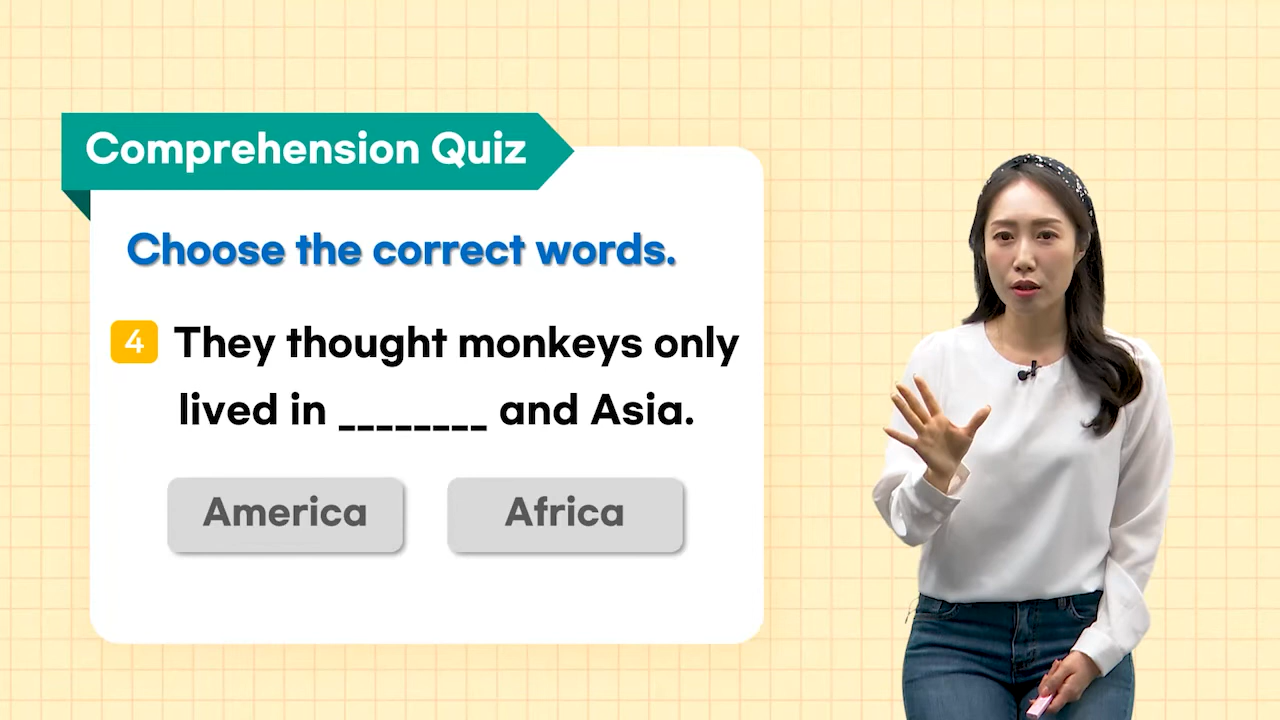 Comprehension Quiz
Choose the correct words.
4 They thought monkeys only
lived in ________ and Asia.
America Africa